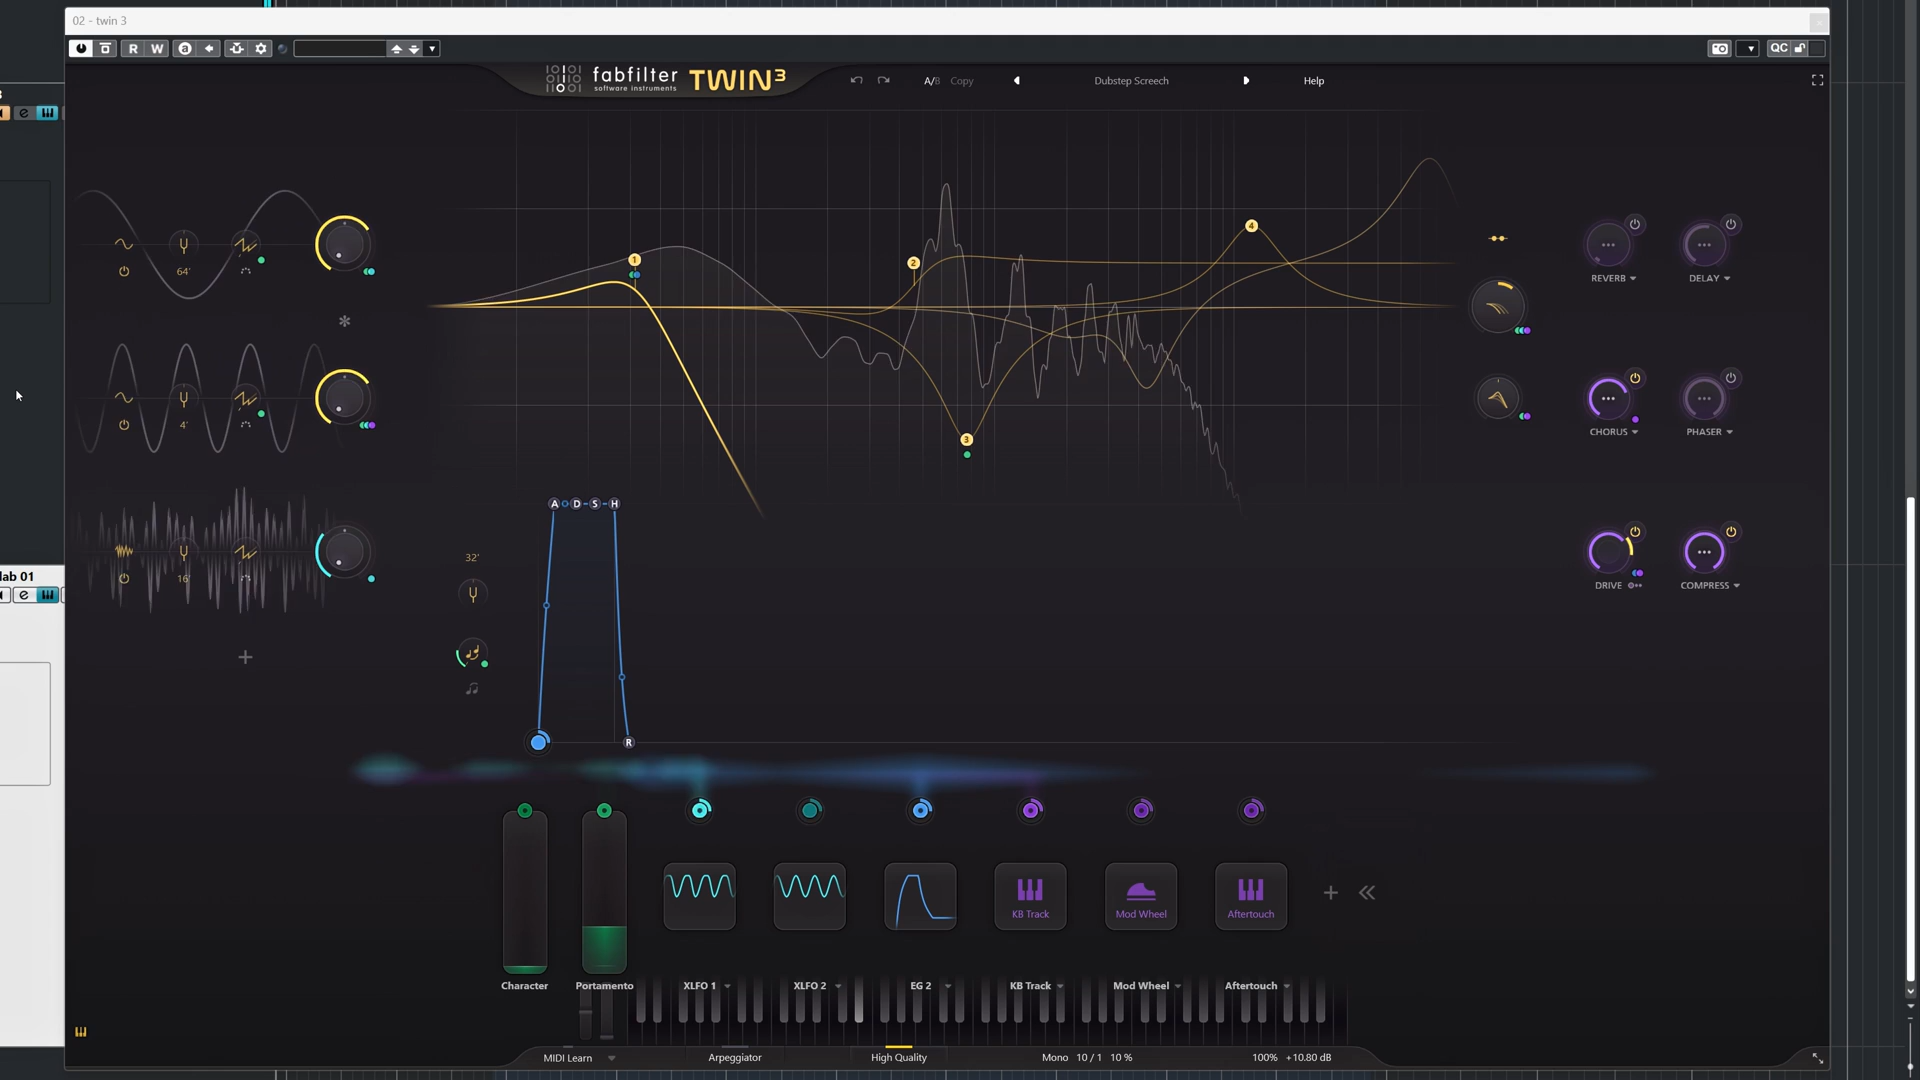 02 - twin 3
R W a QC
fabfilter TWIN3
software instruments
A/B Copy Dubstep Screech Help
64'
4'
16'
1
2
3
4
REVERB DELAY
CHORUS PHASER
DRIVE COMPRESS
A D S H
R
32'
lab 01
e
e
KB Track Mod Wheel Aftertouch
Character Portamento XLFO 1 XLFO 2 EG 2 KB Track Mod Wheel Aftertouch
MIDI Learn Arpeggiator High Quality Mono 10 / 1 10 % 100% +10.80 dB